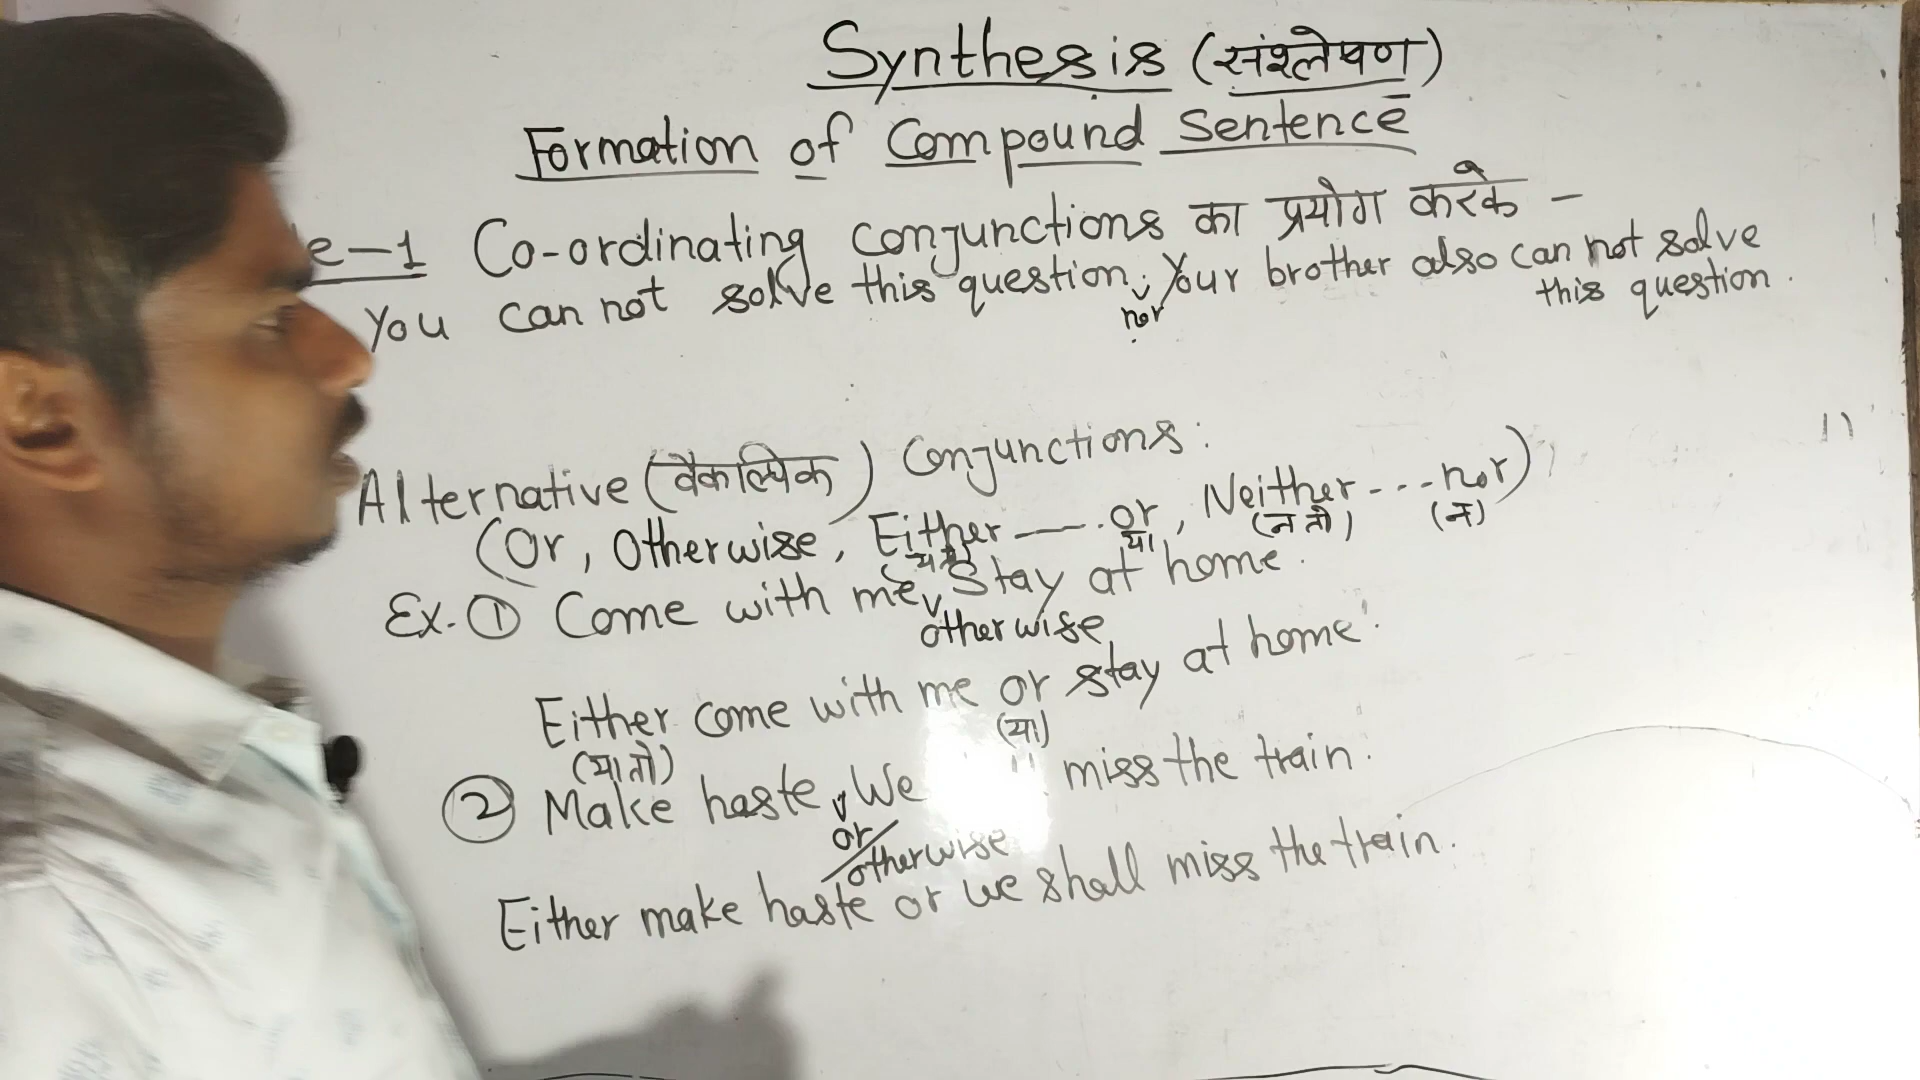 Synthesis (संश्लेषण)
Formation of Compound Sentence
e-1 Co-ordinating conjunctions का प्रयोग करके -
You can not solve this question; Your brother also can not solve
nor
this question.
Alternative (वैकल्पिक) Conjunctions:
(Or, Otherwise, Either ---- or, Neither --- nor)
या (न तो) (न)
Ex. ① Come with me, Stay at home.
otherwise
Either come with me or stay at home.
(या तो) (या)
② Make haste, We miss the train.
or/otherwise
Either make haste or we shall miss the train.